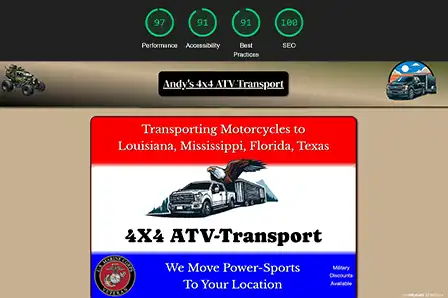 97
91
91
100
Performance
Accessibility
Best
Practices
SEO
Andy's 4x4 ATV Transport
Transporting Motorcycles to
Louisiana, Mississippi, Florida, Texas
4X4 ATV-Transport
We Move Power-Sports
To Your Location
Military
Discounts
Available